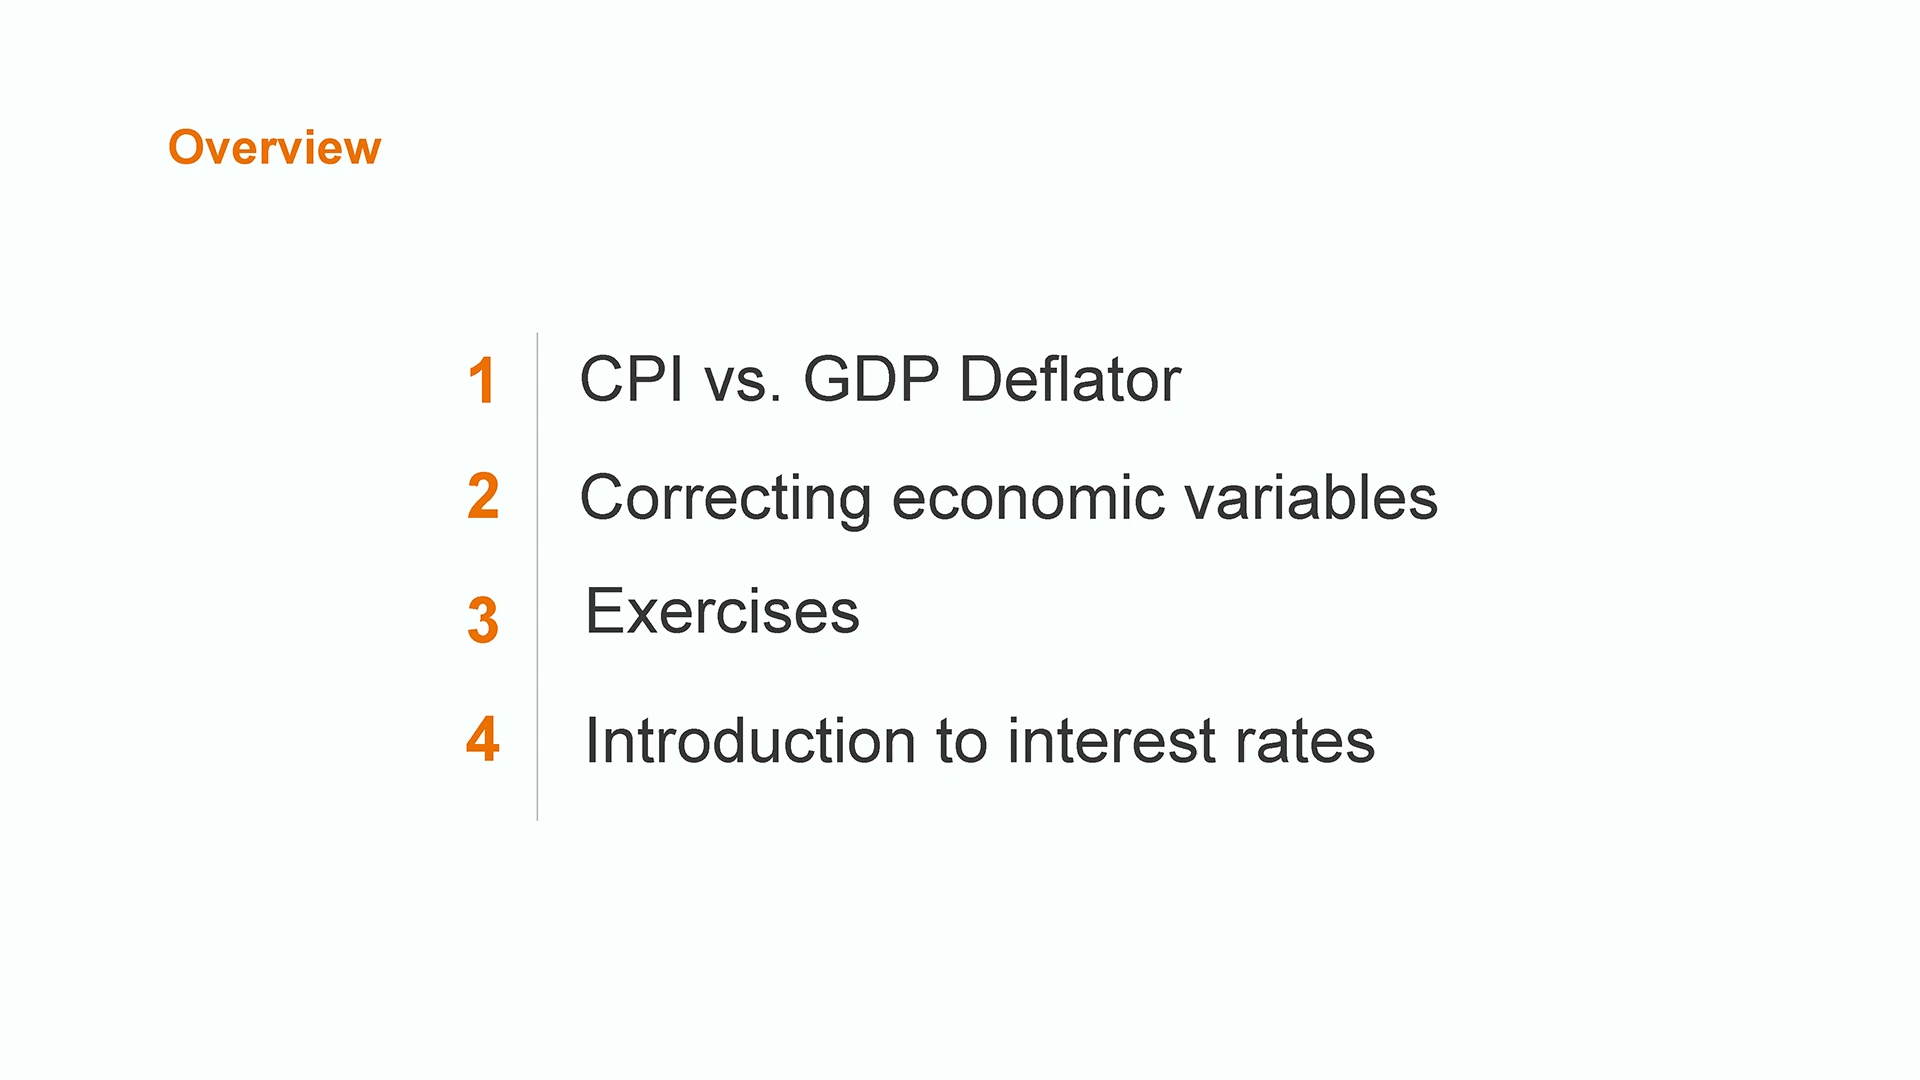 Overview
1 CPI vs. GDP Deflator
2 Correcting economic variables
3 Exercises
4 Introduction to interest rates